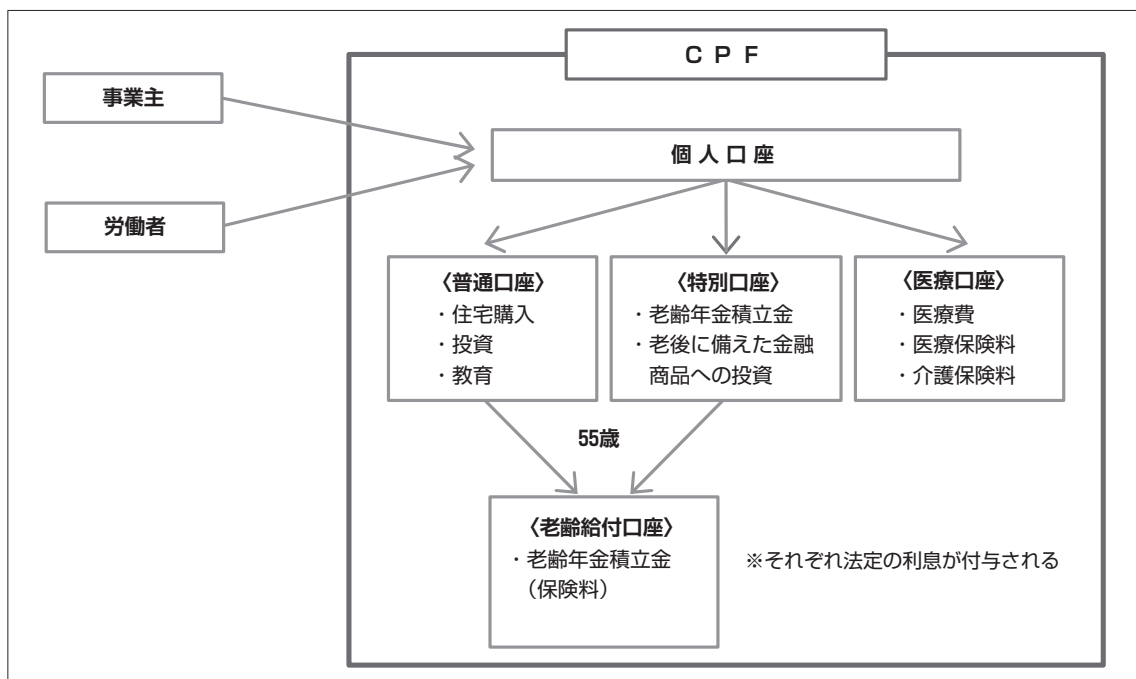 CPF
事業主
個人口座
労働者
〈普通口座〉
・住宅購入
・投資
・教育
〈特別口座〉
・老齢年金積立金
・老後に備えた金融
商品への投資
〈医療口座〉
・医療費
・医療保険料
・介護保険料
55歳
〈老齢給付口座〉
・老齢年金積立金
（保険料）
※それぞれ法定の利息が付与される